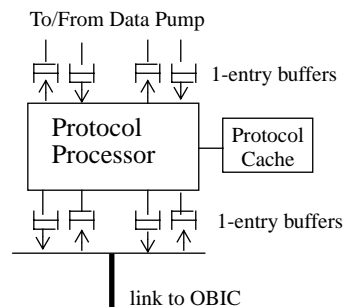 To/From Data Pump
1-entry buffers
Protocol
Processor
Protocol
Cache
1-entry buffers
link to OBIC